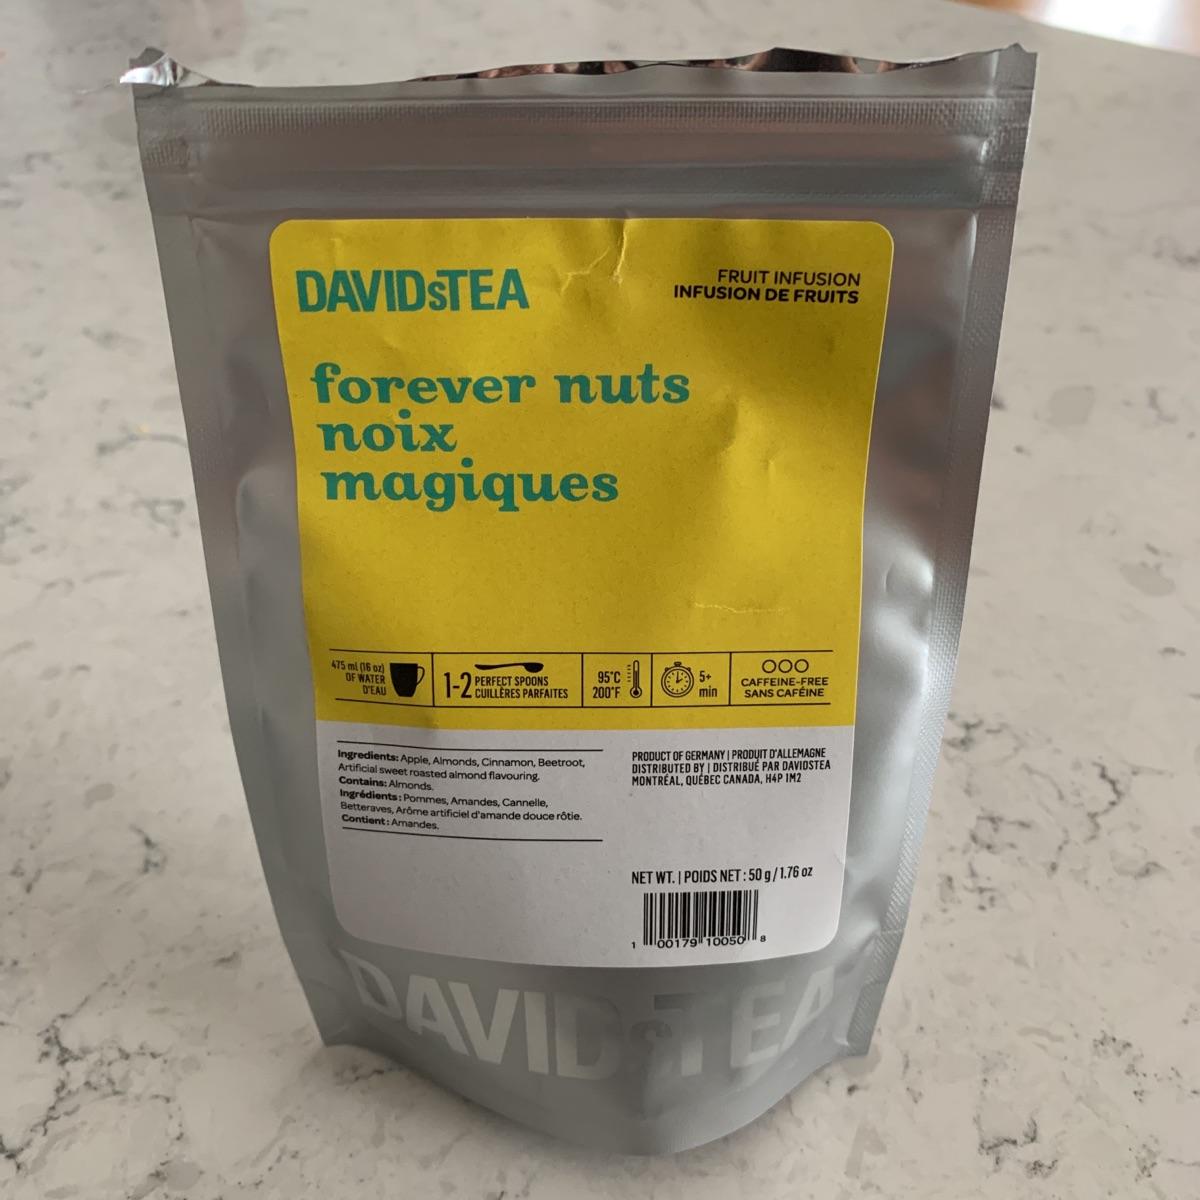 DAVIDsTEA
FRUIT INFUSION
INFUSION DE FRUITS
forever nuts
noix
magiques
475 ml (16 oz)
OF WATER
D'EAU
1-2 PERFECT SPOONS
CUILLÈRES PARFAITES
95°C
200°F
5+
min
CAFFEINE-FREE
SANS CAFÉINE
Ingredients: Apple, Almonds, Cinnamon, Beetroot,
Artificial sweet roasted almond flavouring.
Contains: Almonds.
Ingrédients : Pommes, Amandes, Cannelle,
Betteraves, Arôme artificiel d'amande douce rôtie.
Contient : Amandes.
PRODUCT OF GERMANY | PRODUIT D'ALLEMAGNE
DISTRIBUTED BY | DISTRIBUÉ PAR DAVIDSTEA
MONTRÉAL, QUÉBEC CANADA, H4P 1M2
NET WT. | POIDS NET : 50 g / 1.76 oz
1 00179 10050 8
DAVIDsTEA